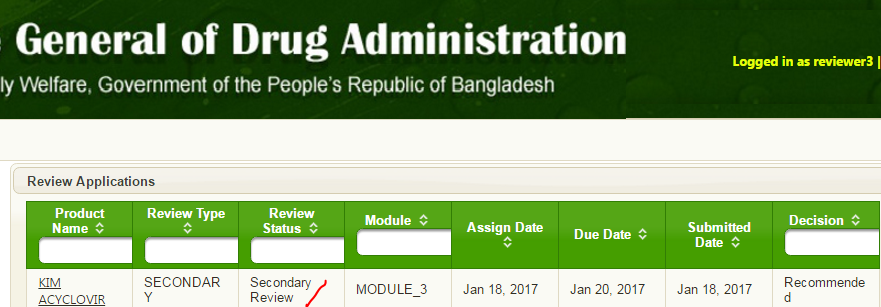 General of Drug Administration
ly Welfare, Government of the People's Republic of Bangladesh
Logged in as reviewer3 |
Review Applications
Product Name
Review Type
Review Status
Module
Assign Date
Due Date
Submitted Date
Decision
KIM ACYCLOVIR
SECONDARY
Secondary Review
MODULE_3
Jan 18, 2017
Jan 20, 2017
Jan 18, 2017
Recommended